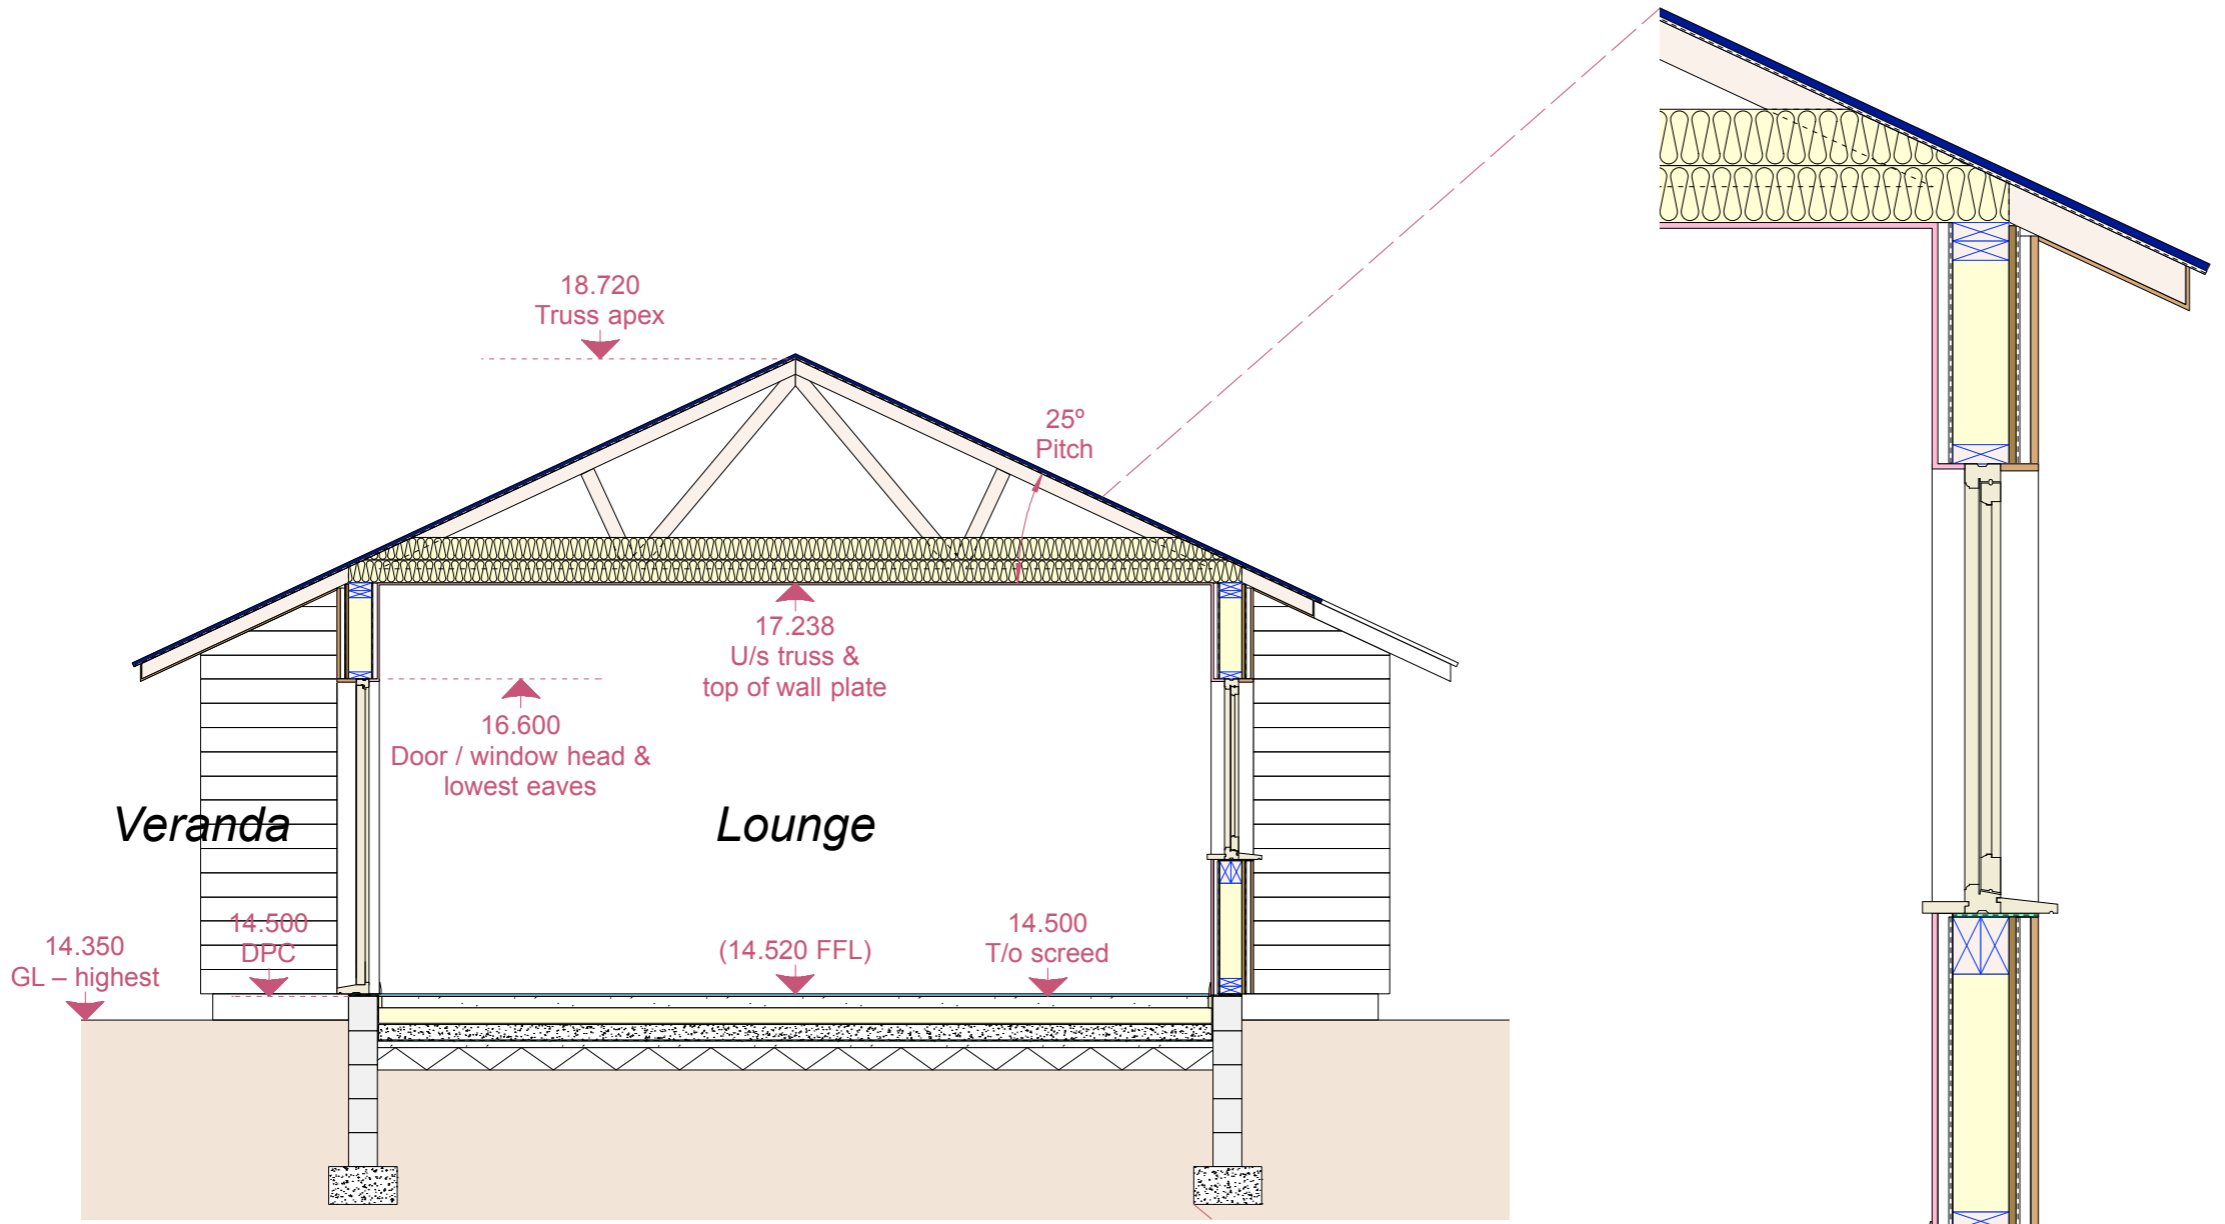 18.720
Truss apex
25º
Pitch
17.238
U/s truss &
top of wall plate
16.600
Door / window head &
lowest eaves
Veranda
Lounge
14.350
GL – highest
14.500
DPC
(14.520 FFL)
14.500
T/o screed